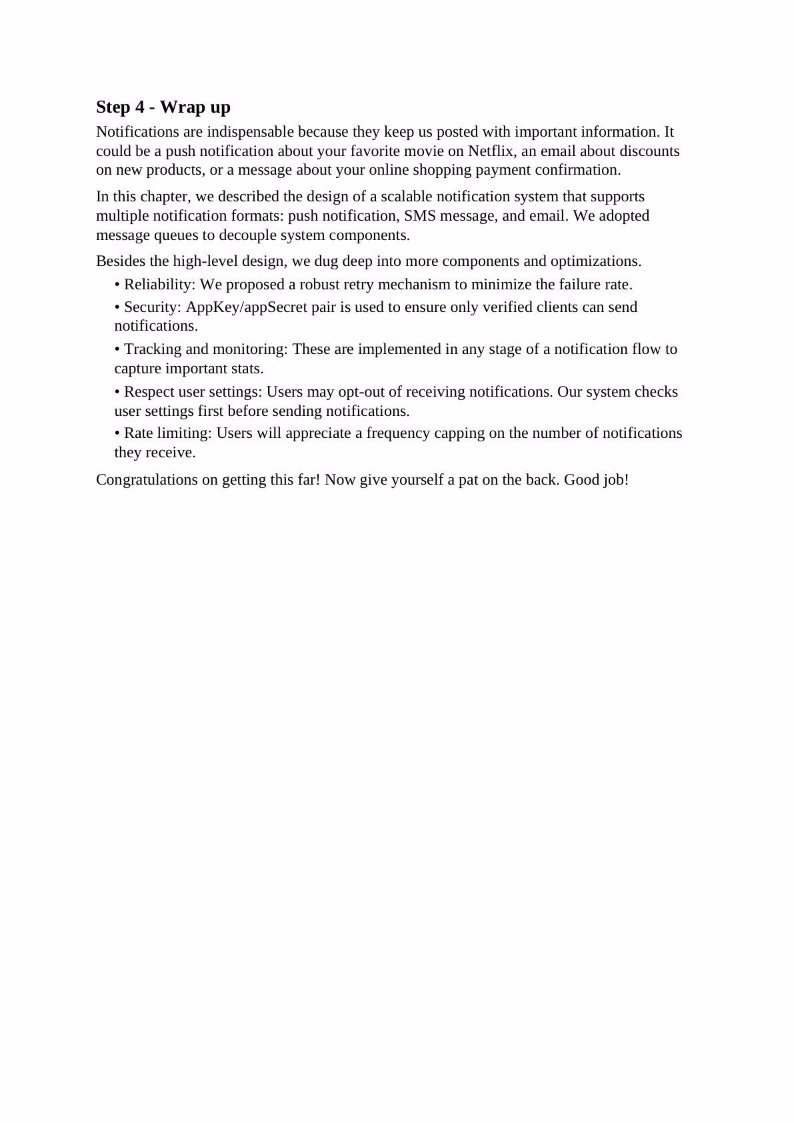 Step 4 - Wrap up
Notifications are indispensable because they keep us posted with important information. It
could be a push notification about your favorite movie on Netflix, an email about discounts
on new products, or a message about your online shopping payment confirmation.
In this chapter, we described the design of a scalable notification system that supports
multiple notification formats: push notification, SMS message, and email. We adopted
message queues to decouple system components.
Besides the high-level design, we dug deep into more components and optimizations.
• Reliability: We proposed a robust retry mechanism to minimize the failure rate.
• Security: AppKey/appSecret pair is used to ensure only verified clients can send
notifications.
• Tracking and monitoring: These are implemented in any stage of a notification flow to
capture important stats.
• Respect user settings: Users may opt-out of receiving notifications. Our system checks
user settings first before sending notifications.
• Rate limiting: Users will appreciate a frequency capping on the number of notifications
they receive.
Congratulations on getting this far! Now give yourself a pat on the back. Good job!